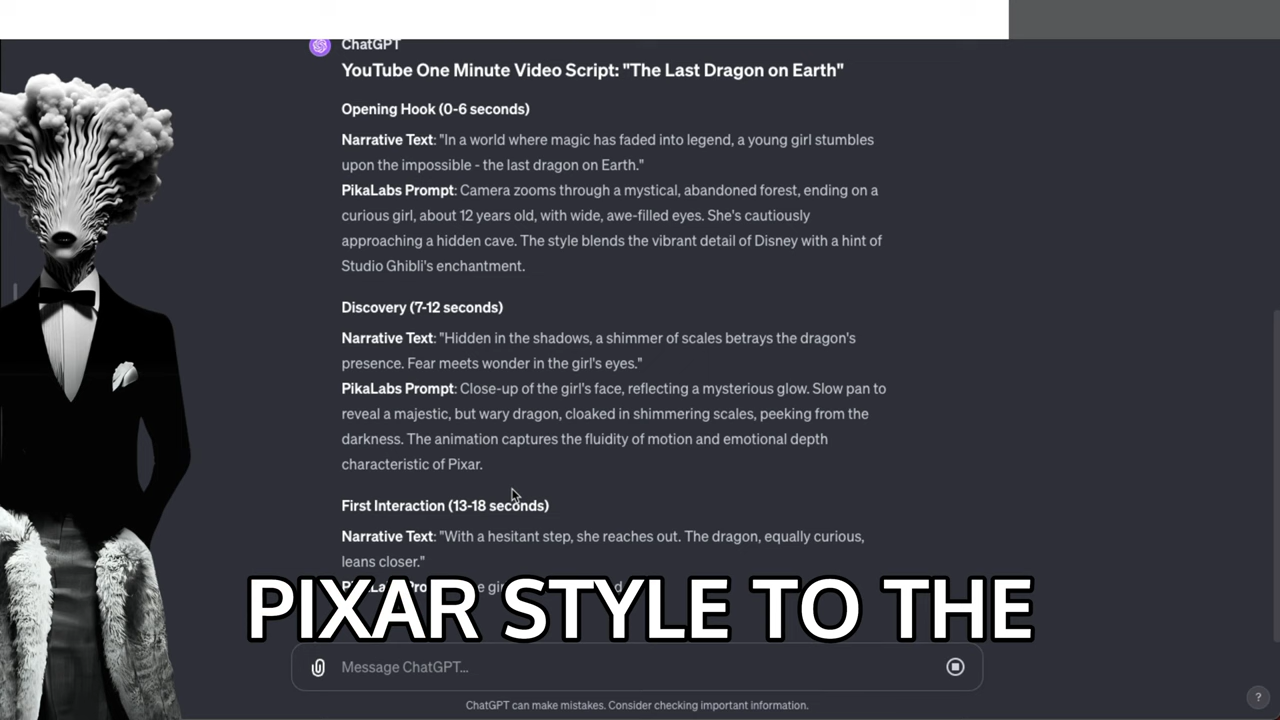 ChatGPT
YouTube One Minute Video Script: "The Last Dragon on Earth"
Opening Hook (0-6 seconds)
Narrative Text: "In a world where magic has faded into legend, a young girl stumbles
upon the impossible - the last dragon on Earth."
PikaLabs Prompt: Camera zooms through a mystical, abandoned forest, ending on a
curious girl, about 12 years old, with wide, awe-filled eyes. She's cautiously
approaching a hidden cave. The style blends the vibrant detail of Disney with a hint of
Studio Ghibli's enchantment.
Discovery (7-12 seconds)
Narrative Text: "Hidden in the shadows, a shimmer of scales betrays the dragon's
presence. Fear meets wonder in the girl's eyes."
PikaLabs Prompt: Close-up of the girl's face, reflecting a mysterious glow. Slow pan to
reveal a majestic, but wary dragon, cloaked in shimmering scales, peeking from the
darkness. The animation captures the fluidity of motion and emotional depth
characteristic of Pixar.
First Interaction (13-18 seconds)
Narrative Text: "With a hesitant step, she reaches out. The dragon, equally curious,
leans closer."
PIXAR STYLE TO THE
Message ChatGPT...
ChatGPT can make mistakes. Consider checking important information.
?